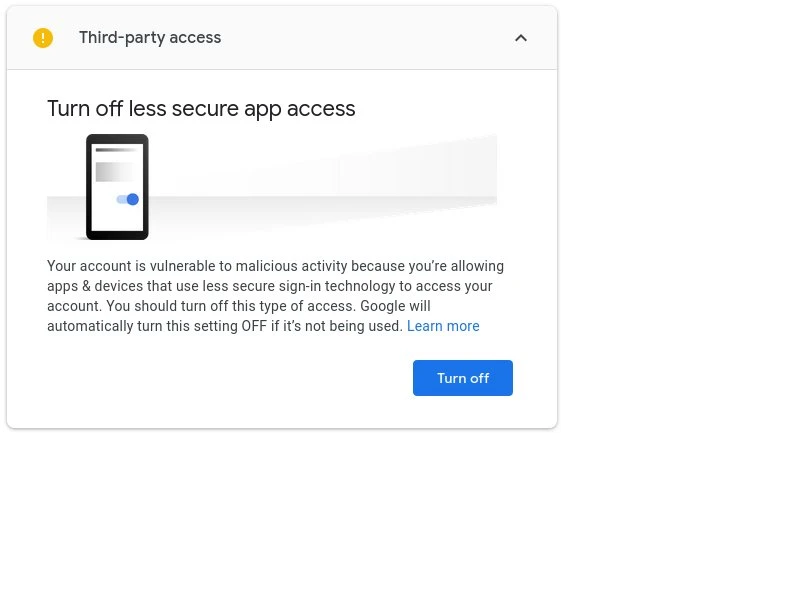 Third-party access
Turn off less secure app access
Your account is vulnerable to malicious activity because you’re allowing
apps & devices that use less secure sign-in technology to access your
account. You should turn off this type of access. Google will
automatically turn this setting OFF if it’s not being used. Learn more
Turn off